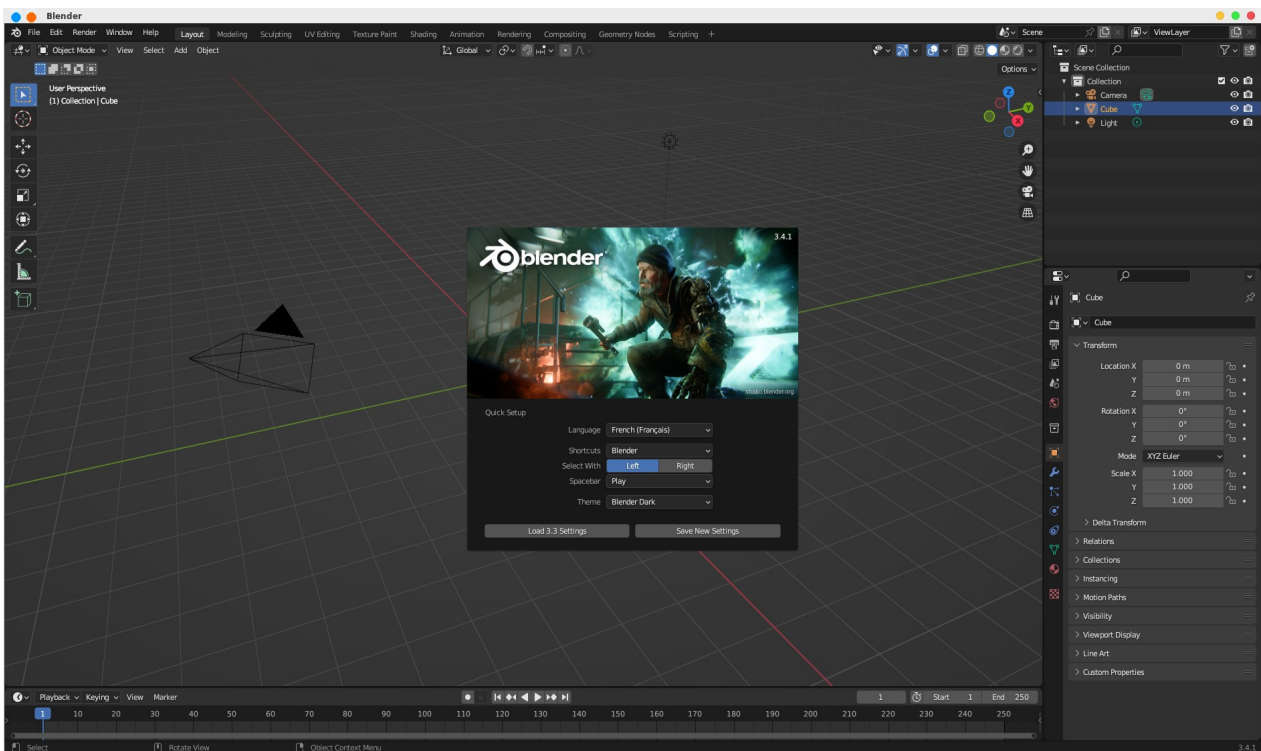 Blender
File Edit Render Window Help Layout Modeling Sculpting UV Editing Texture Paint Shading Animation Rendering Compositing Geometry Nodes Scripting + Scene ViewLayer
Object Mode View Select Add Object Global
Options
User Perspective
(1) Collection | Cube
Z
Y
X
Scene Collection
Collection
Camera
Cube
Light
blender
3.4.1
studio.blender.org
Quick Setup
Language French (Français)
Shortcuts Blender
Select With Left Right
Spacebar Play
Theme Blender Dark
Load 3.3 Settings Save New Settings
Cube
Cube
Transform
Location X 0 m
Y 0 m
Z 0 m
Rotation X 0°
Y 0°
Z 0°
Mode XYZ Euler
Scale X 1.000
Y 1.000
Z 1.000
Delta Transform
Relations
Collections
Instancing
Motion Paths
Visibility
Viewport Display
Line Art
Custom Properties
Playback Keying View Marker 1 Start 1 End 250
1 10 20 30 40 50 60 70 80 90 100 110 120 130 140 150 160 170 180 190 200 210 220 230 240 250
Select Rotate View Object Context Menu 3.4.1